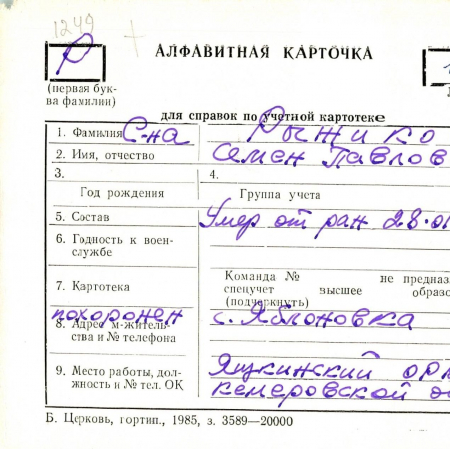 1249
Р
АЛФАВИТНАЯ КАРТОЧКА
(первая бук-
ва фамилии)
для справок по учетной картотеке
1. Фамилия С-на Рыжико
2. Имя, отчество Семен Павлов
3. Год рождения
4. Группа учета
5. Состав Умер от ран 28.01
6. Годность к воен-
службе
7. Картотека
Команда № не предназ
спецучет высшее образо
(подчеркнуть)
похоронен с. Яблоновка
8. Адрес м-житель-
ства и № телефона
9. Место работы, дол-
жность и № тел. ОК
Яшкинский
кемеровской о
Б. Церковь, гортип., 1985, з. 3589—20000